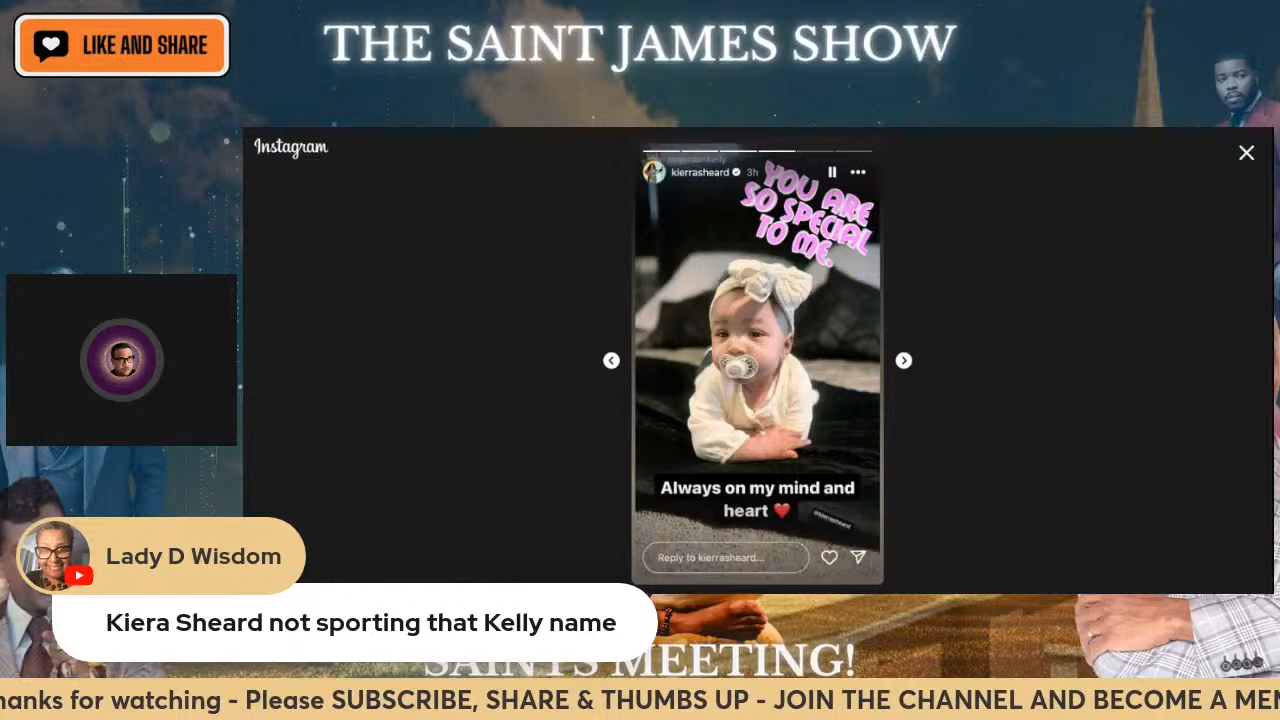 LIKE AND SHARE
THE SAINT JAMES SHOW
Instagram
kierrasheard 3h
YOU ARE
SO SPECIAL
TO ME.
Always on my mind and
heart ❤️
@kierrasheard
Reply to kierrasheard...
Lady D Wisdom
Kiera Sheard not sporting that Kelly name
SAINTS MEETING!
hanks for watching - Please SUBSCRIBE, SHARE & THUMBS UP - JOIN THE CHANNEL AND BECOME A MEM